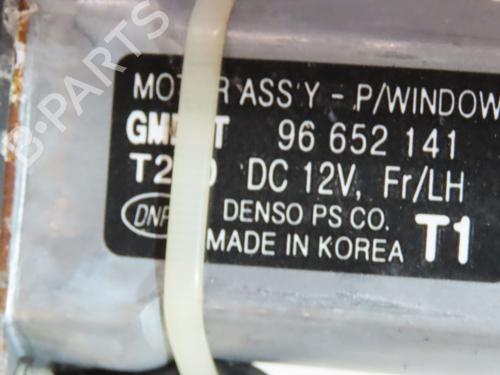 B-PARTS
MOTOR ASS'Y - P/WINDOW
96 652 141
DC 12V, Fr/LH
DENSO PS CO. T1
MADE IN KOREA